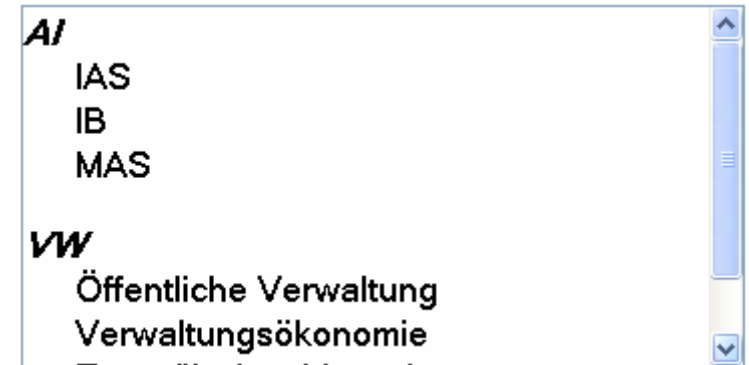 AI
IAS
IB
MAS
VW
Öffentliche Verwaltung
Verwaltungsökonomie